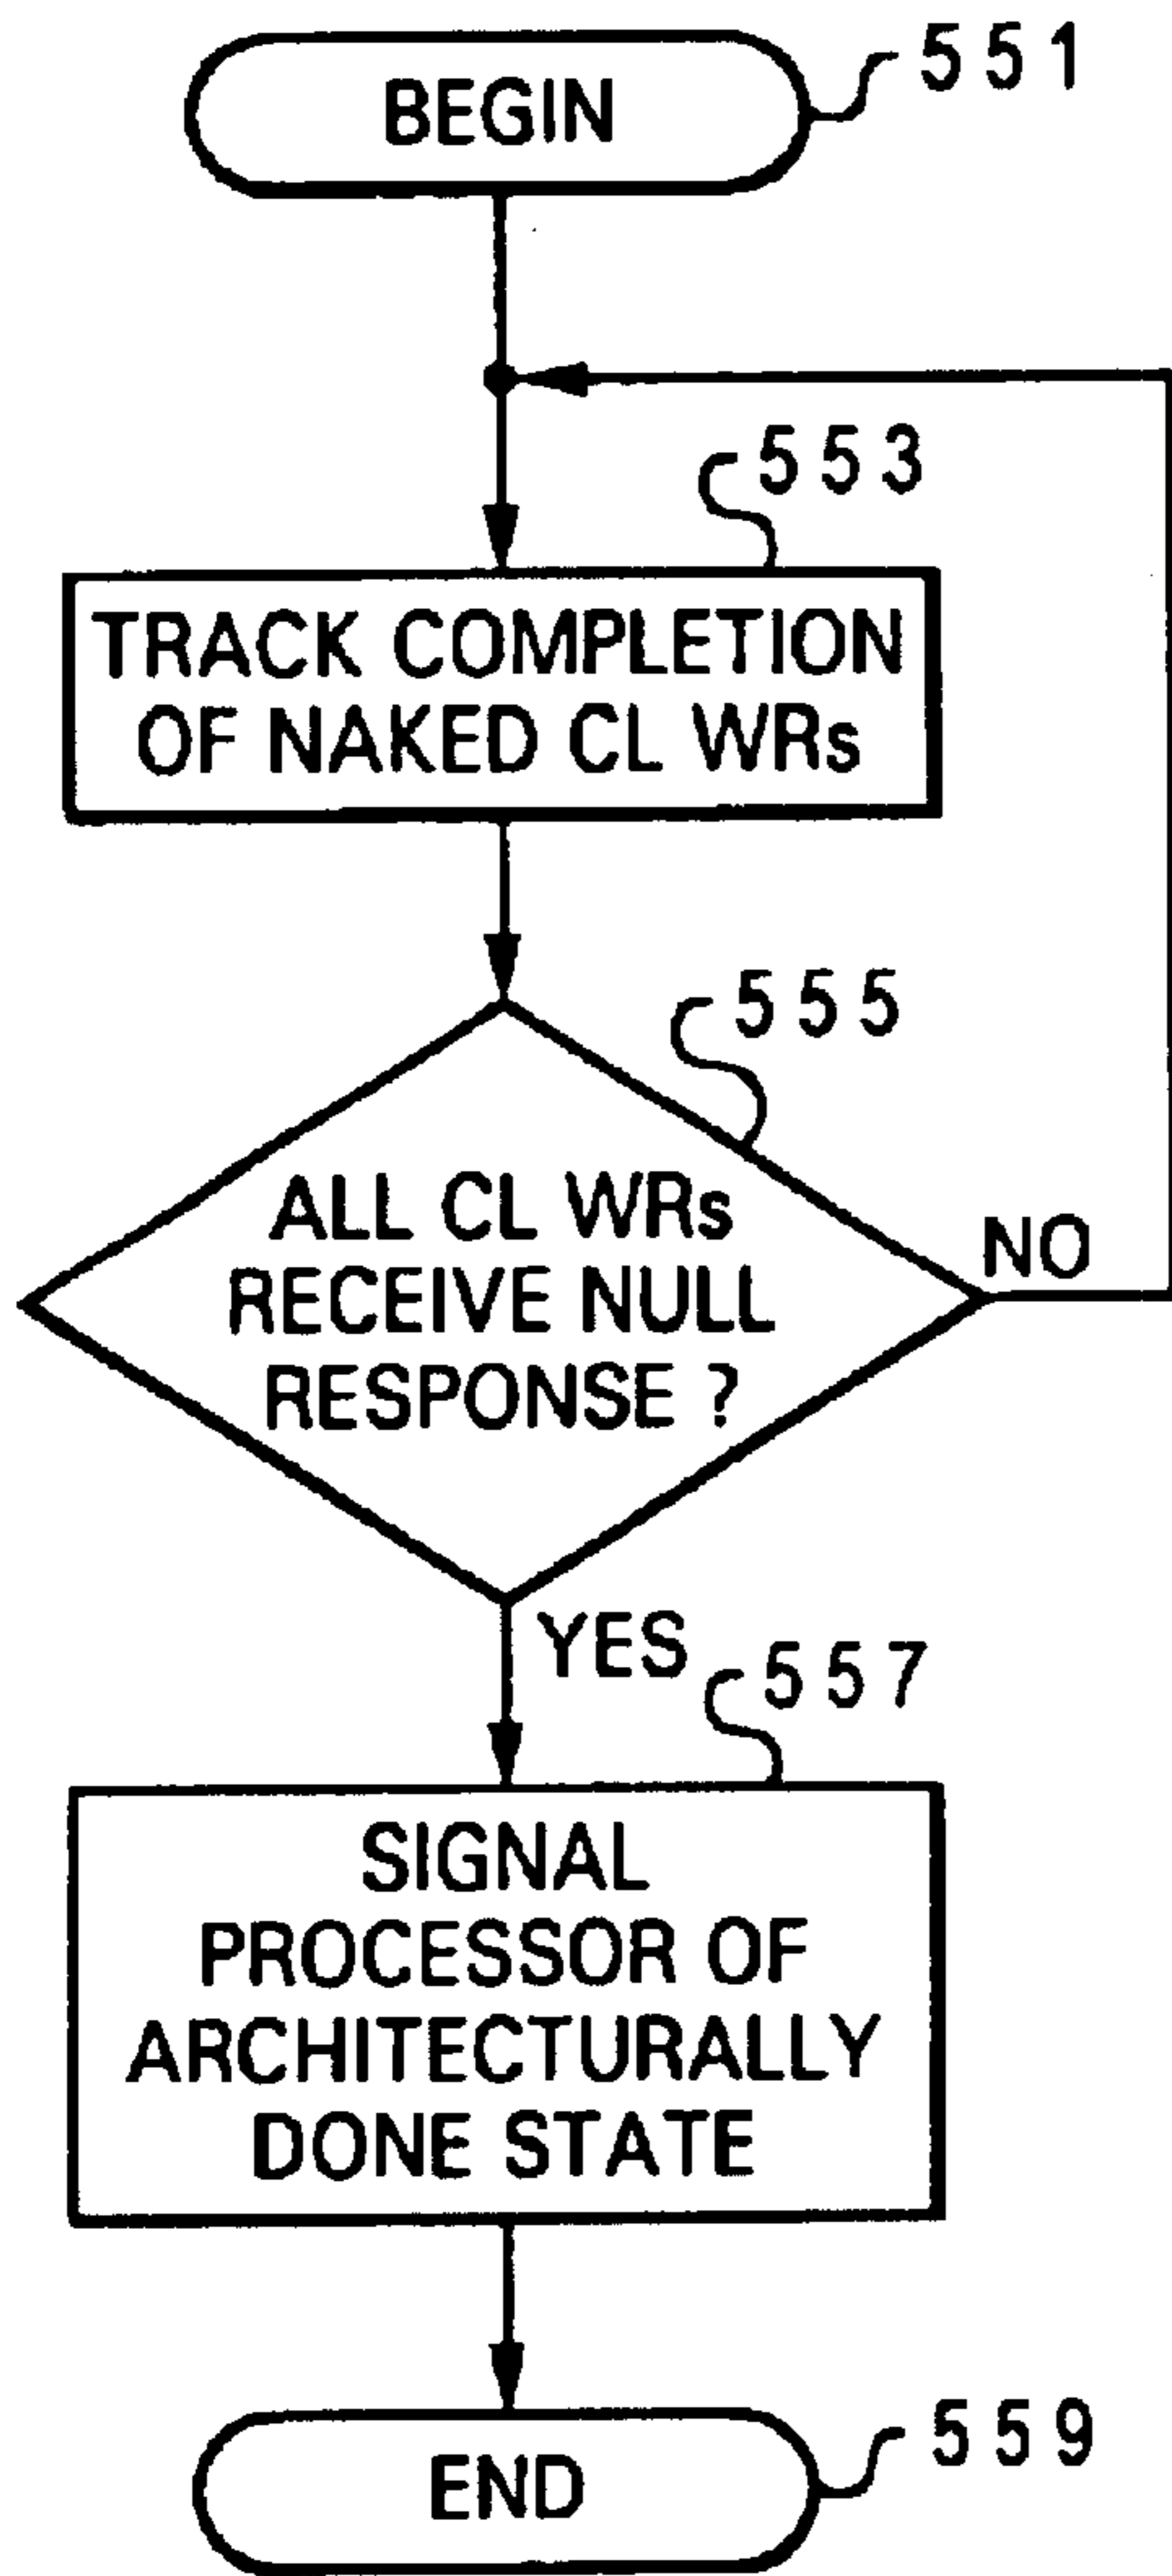 BEGIN
551
553
TRACK COMPLETION
OF NAKED CL WRs
555
ALL CL WRs
RECEIVE NULL
RESPONSE ?
NO
YES
557
SIGNAL
PROCESSOR OF
ARCHITECTURALLY
DONE STATE
END
559